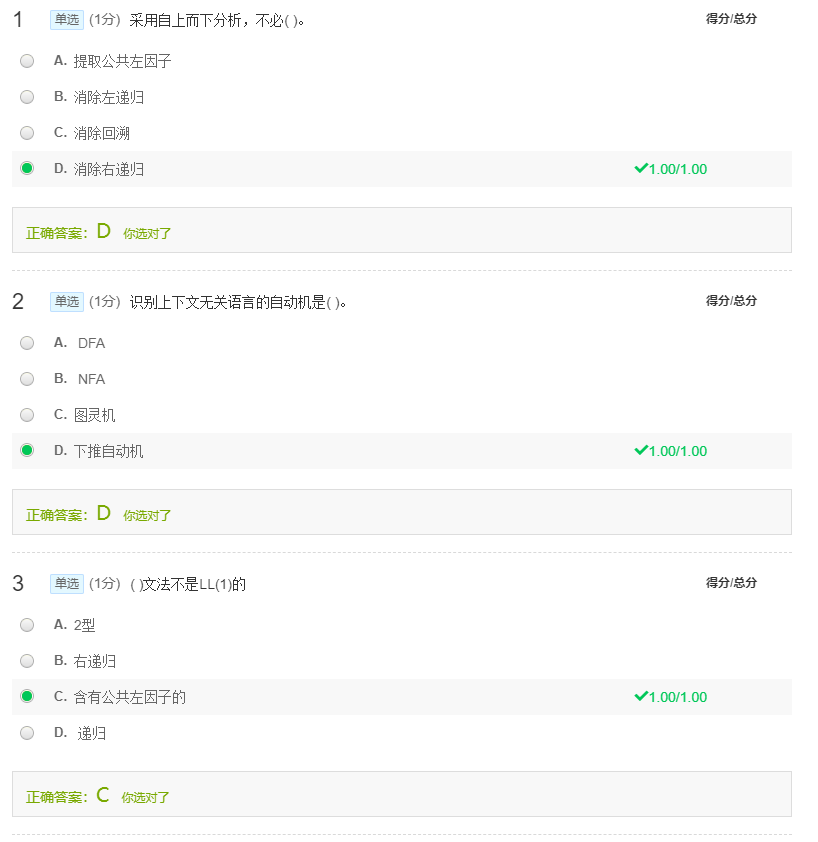 1 单选 (1分) 采用自上而下分析，不必( )。 得分/总分
A. 提取公共左因子
B. 消除左递归
C. 消除回溯
D. 消除右递归 1.00/1.00
正确答案：D 你选对了
2 单选 (1分) 识别上下文无关语言的自动机是( )。 得分/总分
A. DFA
B. NFA
C. 图灵机
D. 下推自动机 1.00/1.00
正确答案：D 你选对了
3 单选 (1分) ( )文法不是LL(1)的 得分/总分
A. 2型
B. 右递归
C. 含有公共左因子的 1.00/1.00
D. 递归
正确答案：C 你选对了